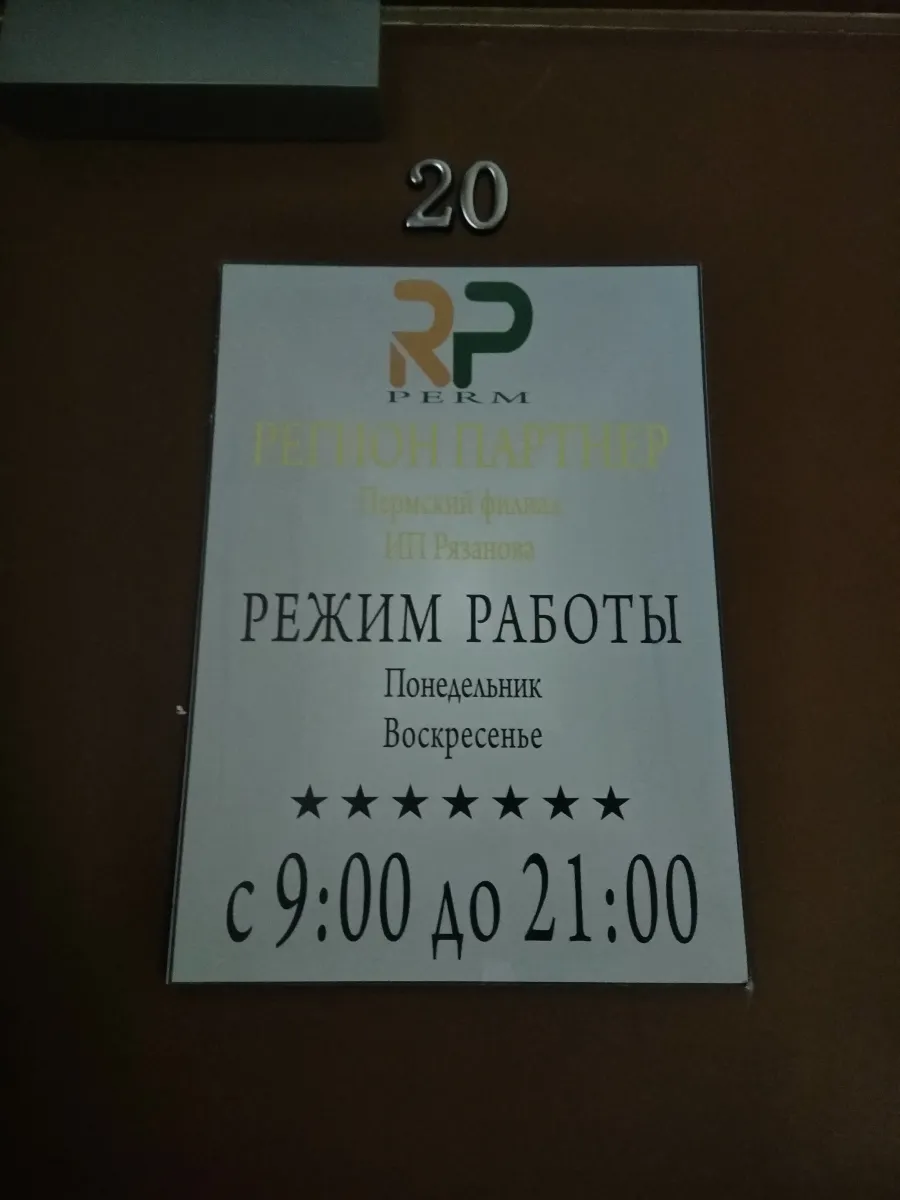 20
RP
PERM
РЕГИОН ПАРТНЕР
Пермский филиал
ИП Рязанова
РЕЖИМ РАБОТЫ
Понедельник
Воскресенье
★★★★★★★
с 9:00 до 21:00